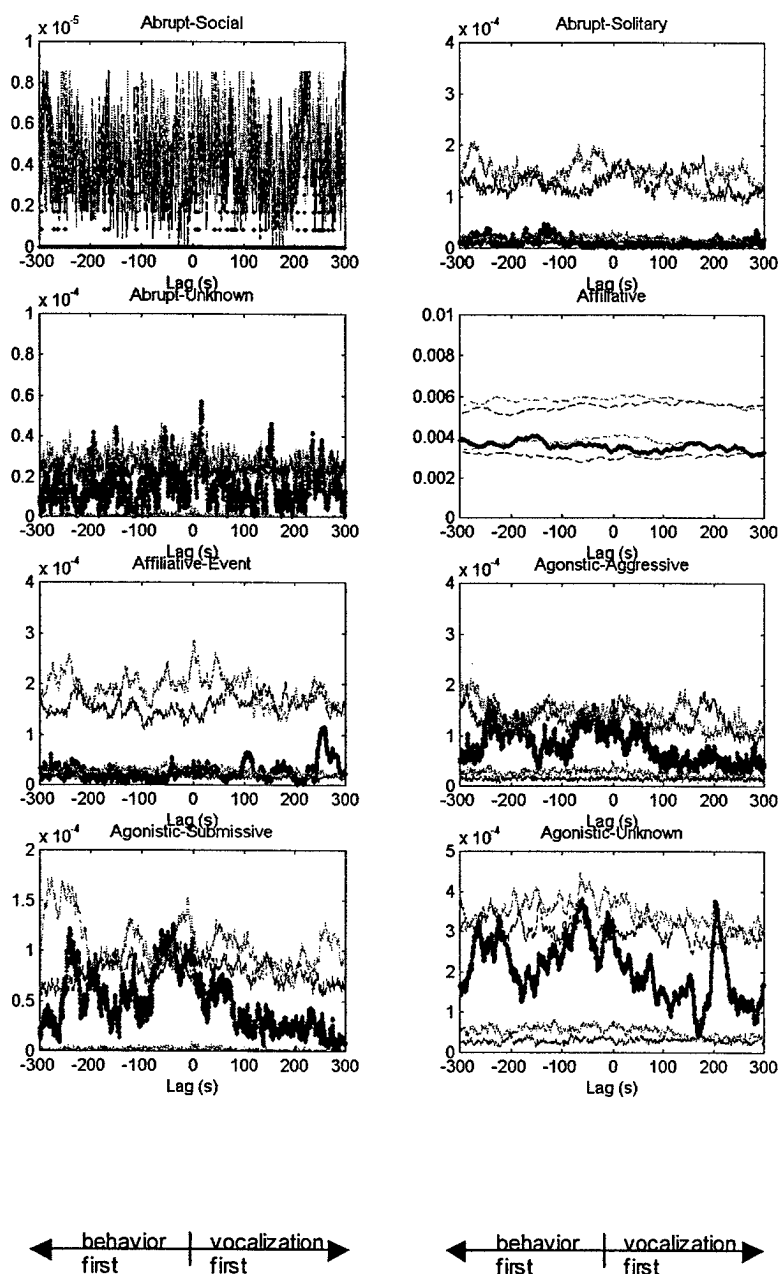 Abrupt-Social
x 10^-5
1
0.8
0.6
0.4
0.2
0
-300 -200 -100 0 100 200 300
Lag (s)
Abrupt-Solitary
x 10^-4
4
3
2
1
0
-300 -200 -100 0 100 200 300
Lag (s)
Abrupt-Unknown
x 10^-4
1
0.8
0.6
0.4
0.2
0
-300 -200 -100 0 100 200 300
Lag (s)
Affiliative
0.01
0.008
0.006
0.004
0.002
0
-300 -200 -100 0 100 200 300
Lag (s)
Affiliative-Event
x 10^-4
4
3
2
1
0
-300 -200 -100 0 100 200 300
Lag (s)
Agonstic-Aggressive
x 10^-4
4
3
2
1
0
-300 -200 -100 0 100 200 300
Lag (s)
Agonistic-Submissive
x 10^-4
2
1.5
1
0.5
0
-300 -200 -100 0 100 200 300
Lag (s)
Agonistic-Unknown
x 10^-4
5
4
3
2
1
0
-300 -200 -100 0 100 200 300
Lag (s)
behavior first
vocalization first
behavior first
vocalization first